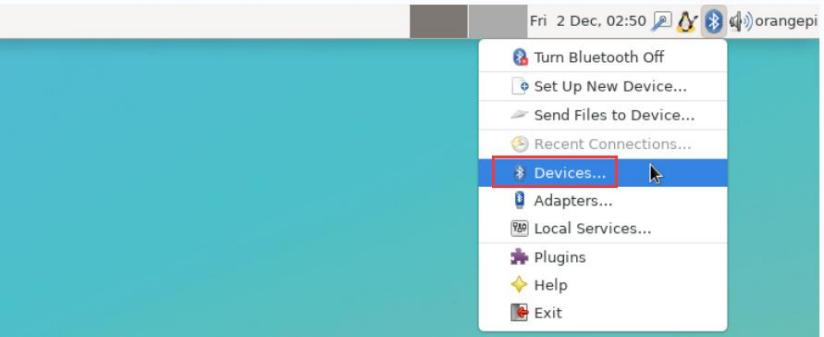 Fri 2 Dec, 02:50 orangepi
Turn Bluetooth Off
Set Up New Device...
Send Files to Device...
Recent Connections...
Devices...
Adapters...
Local Services...
Plugins
Help
Exit